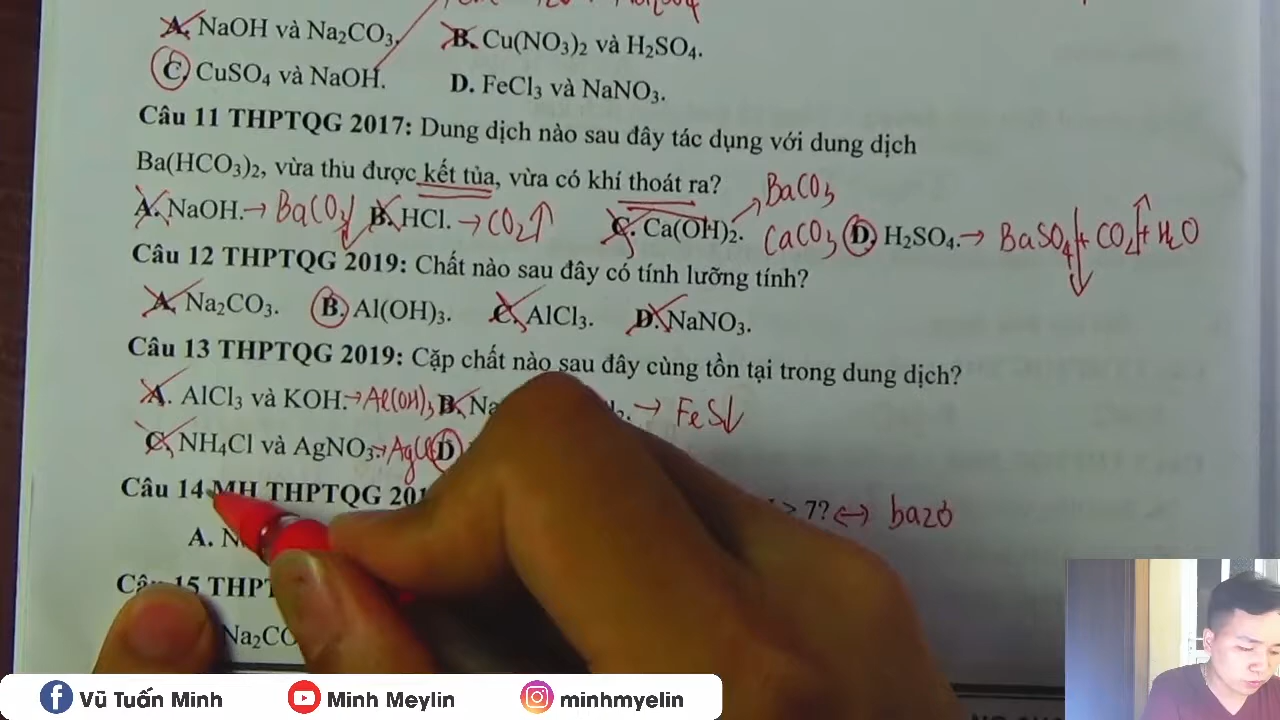 A. NaOH và Na₂CO₃. B. Cu(NO₃)₂ và H₂SO₄.
C. CuSO₄ và NaOH. D. FeCl₃ và NaNO₃.
Câu 11 THPTQG 2017: Dung dịch nào sau đây tác dụng với dung dịch
Ba(HCO₃)₂, vừa thu được kết tủa, vừa có khí thoát ra?
BaCO₃
A. NaOH. → BaCO₃↓ B. HCl. → CO₂↑ C. Ca(OH)₂. CaCO₃ D. H₂SO₄. → BaSO₄↓ + CO₂↑ + H₂O
Câu 12 THPTQG 2019: Chất nào sau đây có tính lưỡng tính?
A. Na₂CO₃. B. Al(OH)₃. C. AlCl₃. D. NaNO₃.
Câu 13 THPTQG 2019: Cặp chất nào sau đây cùng tồn tại trong dung dịch?
A. AlCl₃ và KOH. → Al(OH)₃ B. → FeS↓
C. NH₄Cl và AgNO₃. → AgCl D
Câu 14 MH THPTQG > 7? ↔ bazơ
A.
Câu 15
Vũ Tuấn Minh Minh Meylin minhmyelin